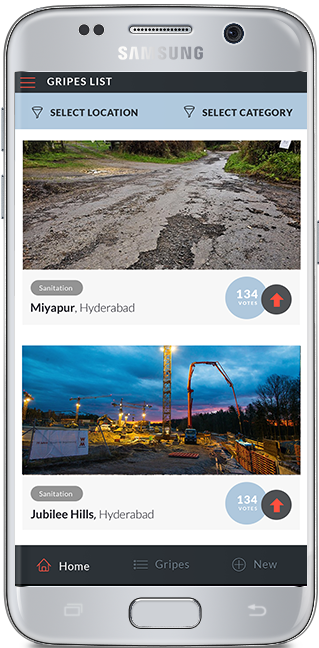 SAMSUNG
GRIPES LIST
SELECT LOCATION
SELECT CATEGORY
Sanitation
Miyapur, Hyderabad
134
VOTES
Sanitation
Jubilee Hills, Hyderabad
134
VOTES
Home
Gripes
New